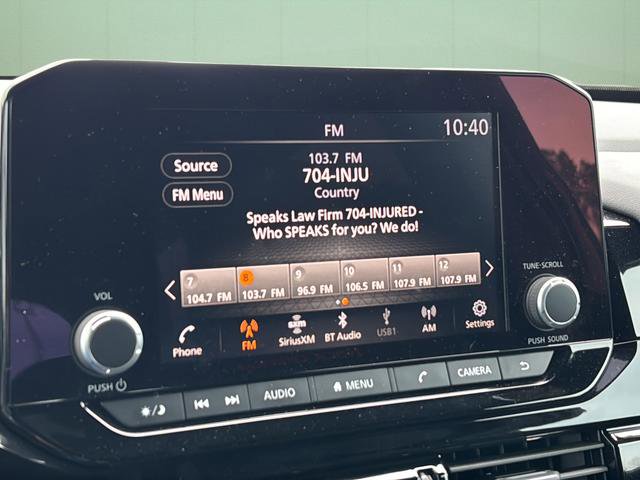 FM
10:40
Source
103.7 FM
704-INJU
FM Menu
Country
Speaks Law Firm 704-INJURED -
Who SPEAKS for you? We do!
7
104.7 FM
8
103.7 FM
9
96.9 FM
10
106.5 FM
11
107.9 FM
12
107.9 FM
TUNE-SCROLL
PUSH SOUND
VOL
PUSH
Phone
FM
sxm
SiriusXM
BT Audio
USB1
AM
Settings
AUDIO
MENU
CAMERA